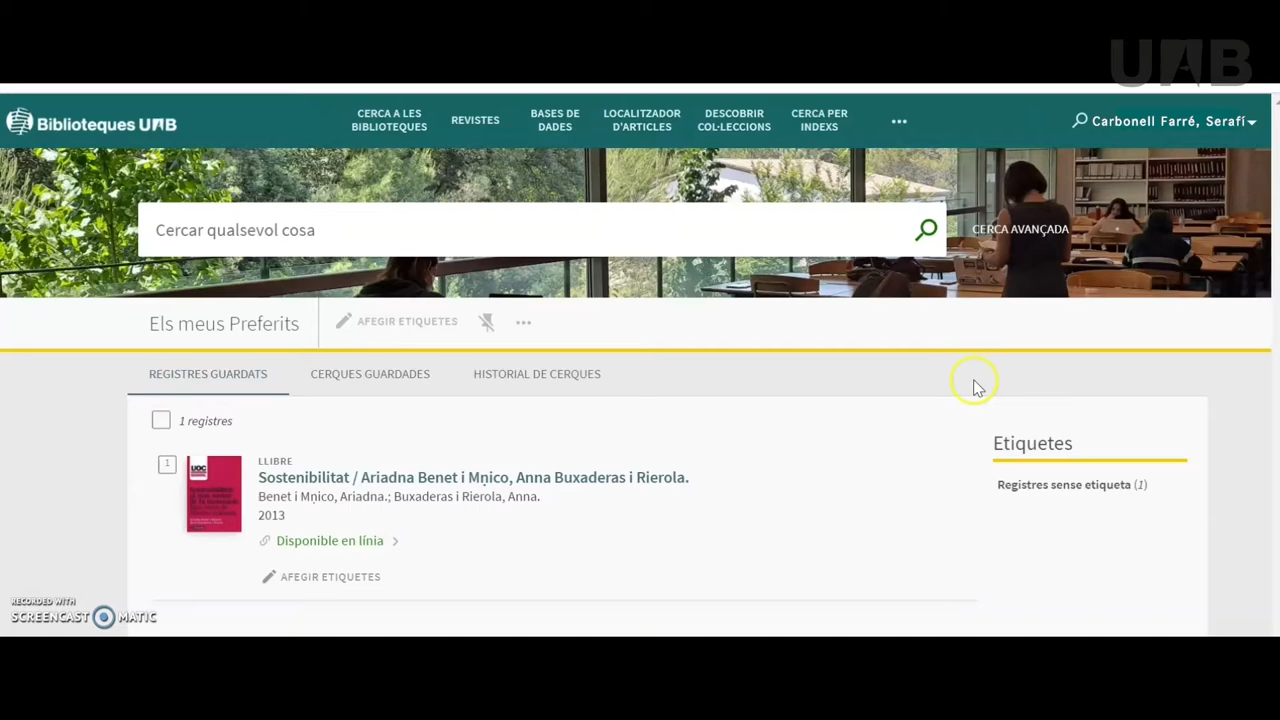 UAB
Biblioteques UAB
CERCA A LES
BIBLIOTEQUES
REVISTES
BASES DE
DADES
LOCALITZADOR
D'ARTICLES
DESCOBRIR
COL·LECCIONS
CERCA PER
INDEXS
Carbonell Farré, Serafí
Cercar qualsevol cosa
CERCA AVANÇADA
Els meus Preferits
AFEGIR ETIQUETES
REGISTRES GUARDATS
CERQUES GUARDADES
HISTORIAL DE CERQUES
1 registres
Etiquetes
Registres sense etiqueta (1)
1
UOC
LLIBRE
Sostenibilitat / Ariadna Benet i Mņico, Anna Buxaderas i Rierola.
Benet i Mņico, Ariadna.; Buxaderas i Rierola, Anna.
2013
Disponible en línia
AFEGIR ETIQUETES
RECORDED WITH
SCREENCAST MATIC